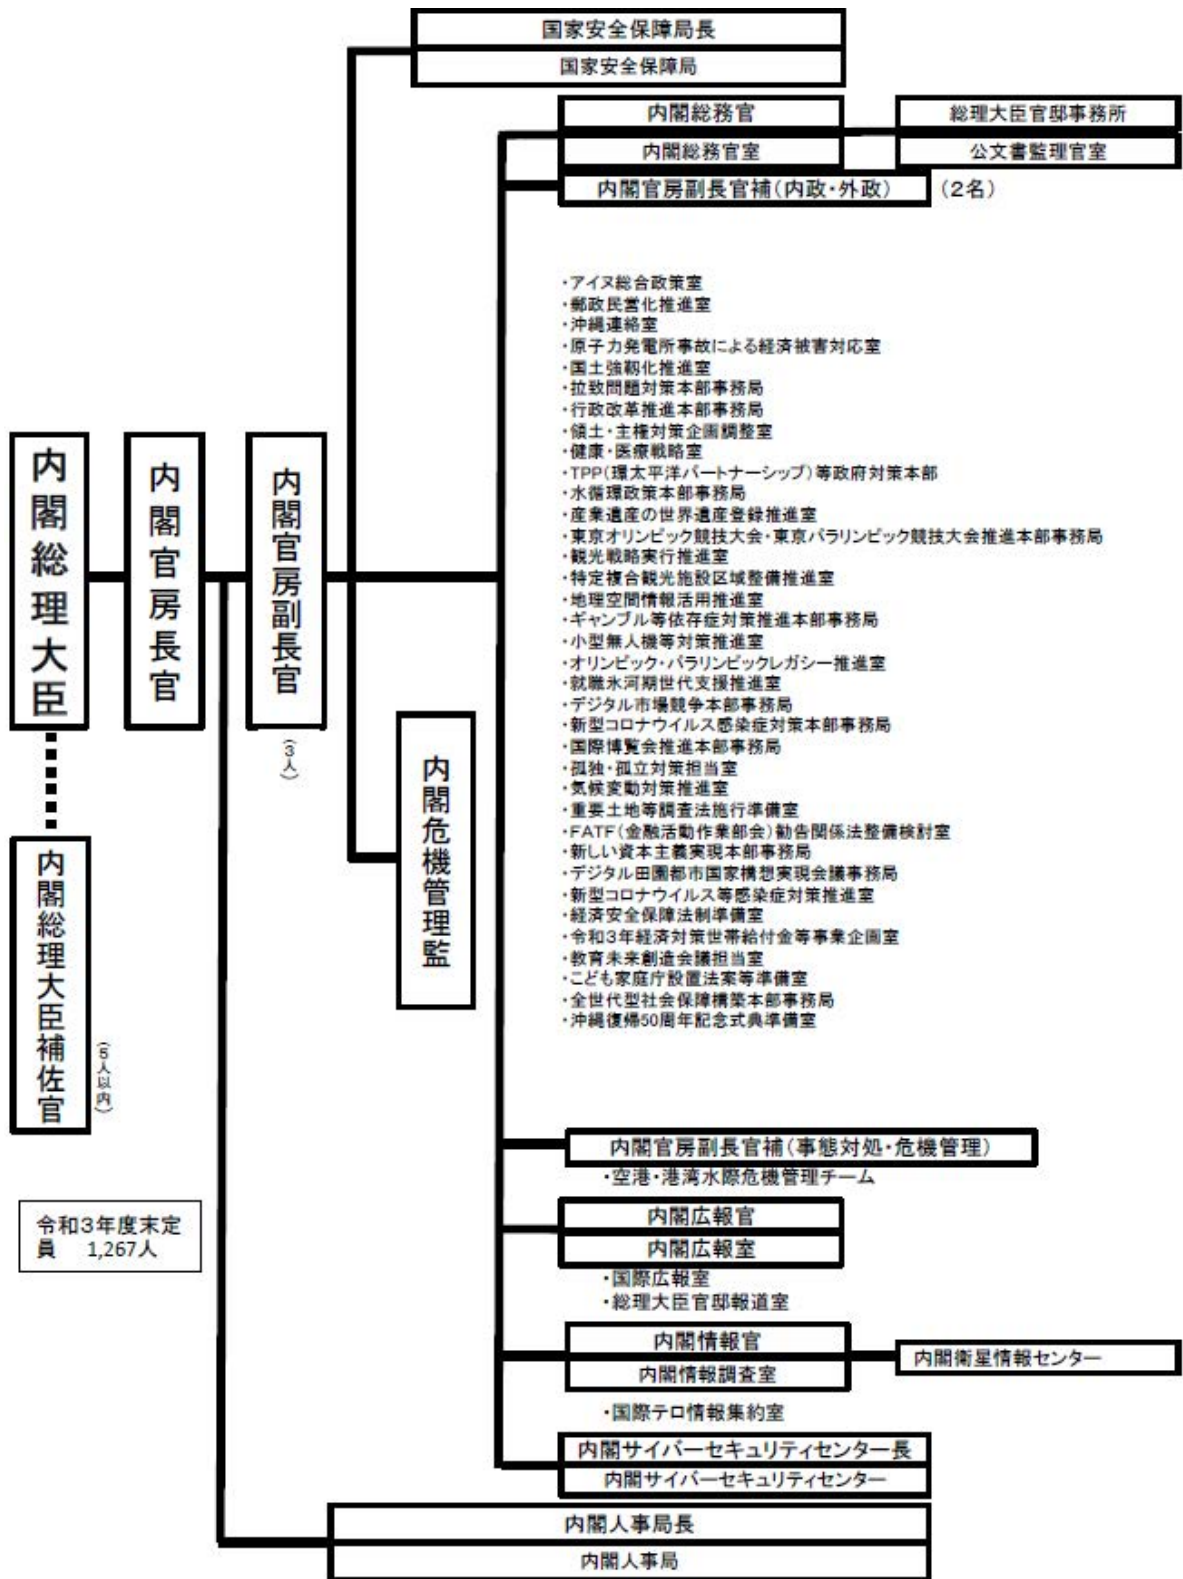 国家安全保障局長
国家安全保障局
内閣総務官
総理大臣官邸事務所
内閣総務官室
公文書監理官室
内閣官房副長官補(内政・外政)
(2名)
・アイヌ総合政策室
・郵政民営化推進室
・沖縄連絡室
・原子力発電所事故による経済被害対応室
・国土強靱化推進室
・拉致問題対策本部事務局
・行政改革推進本部事務局
・領土・主権対策企画調整室
・健康・医療戦略室
・TPP(環太平洋パートナーシップ)等政府対策本部
・水循環政策本部事務局
・産業遺産の世界遺産登録推進室
・東京オリンピック競技大会・東京パラリンピック競技大会推進本部事務局
・観光戦略実行推進室
・特定複合観光施設区域整備推進室
・地理空間情報活用推進室
・ギャンブル等依存症対策推進本部事務局
・小型無人機等対策推進室
・オリンピック・パラリンピックレガシー推進室
・就職氷河期世代支援推進室
・デジタル市場競争本部事務局
・新型コロナウイルス感染症対策本部事務局
・国際博覧会推進本部事務局
・孤独・孤立対策担当室
・気候変動対策推進室
・重要土地等調査法施行準備室
・FATF(金融活動作業部会)勧告関係法整備検討室
・新しい資本主義実現本部事務局
・デジタル田園都市国家構想実現会議事務局
・新型コロナウイルス等感染症対策推進室
・経済安全保障法制準備室
・令和3年経済対策世帯給付金等事業企画室
・教育未来創造会議担当室
・こども家庭庁設置法案等準備室
・全世代型社会保障構築本部事務局
・沖縄復帰50周年記念式典準備室
内閣総理大臣
内閣官房長官
内閣官房副長官
(3人)
内閣危機管理監
内閣総理大臣補佐官
(5人以内)
内閣官房副長官補(事態対処・危機管理)
・空港・港湾水際危機管理チーム
内閣広報官
内閣広報室
・国際広報室
・総理大臣官邸報道室
令和3年度末定
員 1,267人
内閣情報官
内閣情報調査室
内閣衛星情報センター
・国際テロ情報集約室
内閣サイバーセキュリティセンター長
内閣サイバーセキュリティセンター
内閣人事局長
内閣人事局